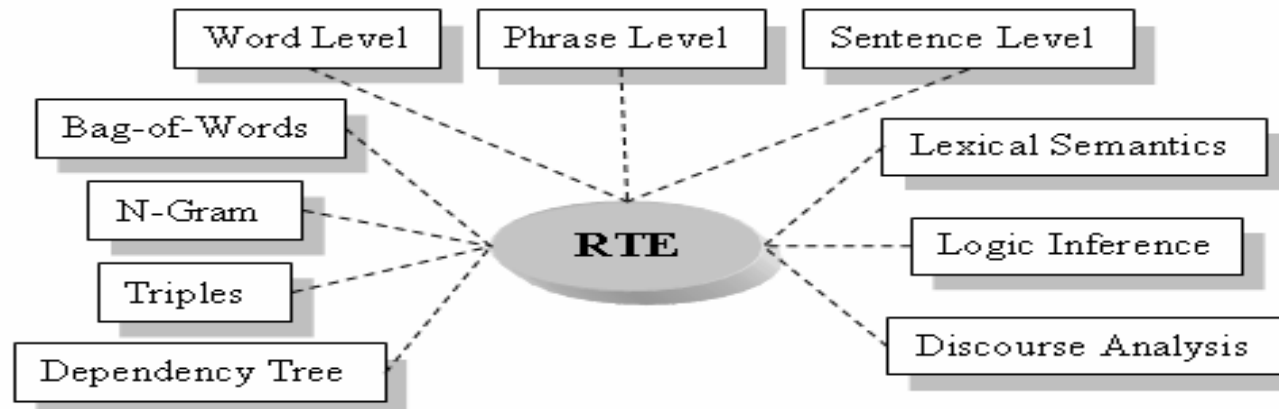 Word Level
Phrase Level
Sentence Level
Bag-of-Words
Lexical Semantics
N-Gram
RTE
Logic Inference
Triples
Discourse Analysis
Dependency Tree